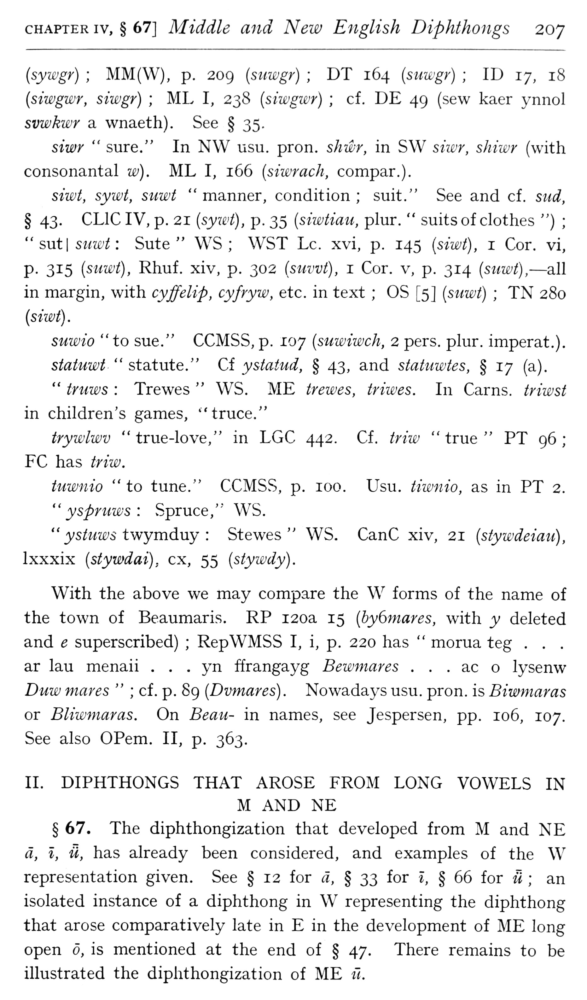 CHAPTER IV, § 67] Middle and New English Diphthongs 207
(sywgr) ; MM(W), p. 209 (suwgr) ; DT 164 (suwgr) ; ID 17, 18
(siwgwr, siwgr) ; ML I, 238 (siwgwr) ; cf. DE 49 (sew kaer ynnol
svwkwr a wnaeth). See § 35.
siwr “ sure.” In NW usu. pron. shŵr, in SW siwr, shiwr (with
consonantal w). ML I, 166 (siwrach, compar.).
siwt, sywt, suwt “ manner, condition ; suit.” See and cf. sud,
§ 43. CLlC IV, p. 21 (sywt), p. 35 (siwtiau, plur. “ suits of clothes ”) ;
“ sut| suwt : Sute ” WS ; WST Lc. xvi, p. 145 (siwt), 1 Cor. vi,
p. 315 (suwt), Rhuf. xiv, p. 302 (suvvt), 1 Cor. v, p. 314 (suwt),—all
in margin, with cyffelip, cyfryw, etc. in text ; OS [5] (suwt) ; TN 280
(siwt).
suwio “ to sue.” CCMSS, p. 107 (suwiwch, 2 pers. plur. imperat.).
statuwt “ statute.” Cf ystatud, § 43, and statuwtes, § 17 (a).
“ truws : Trewes ” WS. ME trewes, triwes. In Carns. triwst
in children’s games, “ truce.”
trywlwv “ true-love,” in LGC 442. Cf. triw “ true ” PT 96 ;
FC has triw.
tuwnio “ to tune.” CCMSS, p. 100. Usu. tiwnio, as in PT 2.
“ yspruws : Spruce,” WS.
“ ystuws twymduy : Stewes ” WS. CanC xiv, 21 (stywdeiau),
lxxxix (stywdai), cx, 55 (stywdy).
With the above we may compare the W forms of the name of
the town of Beaumaris. RP 120a 15 (by6mares, with y deleted
and e superscribed) ; RepWMSS I, i, p. 220 has “ morua teg . . .
ar lau menaii . . . yn ffrangayg Bewmares . . . ac o lysenw
Duw mares ” ; cf. p. 89 (Dvmares). Nowadays usu. pron. is Biwmaras
or Bliwmaras. On Beau- in names, see Jespersen, pp. 106, 107.
See also OPem. II, p. 363.
II. DIPHTHONGS THAT AROSE FROM LONG VOWELS IN
M AND NE
§ 67. The diphthongization that developed from M and NE
ā, ī, ǖ, has already been considered, and examples of the W
representation given. See § 12 for ā, § 33 for ī, § 66 for ǖ ; an
isolated instance of a diphthong in W representing the diphthong
that arose comparatively late in E in the development of ME long
open ō, is mentioned at the end of § 47. There remains to be
illustrated the diphthongization of ME ū.